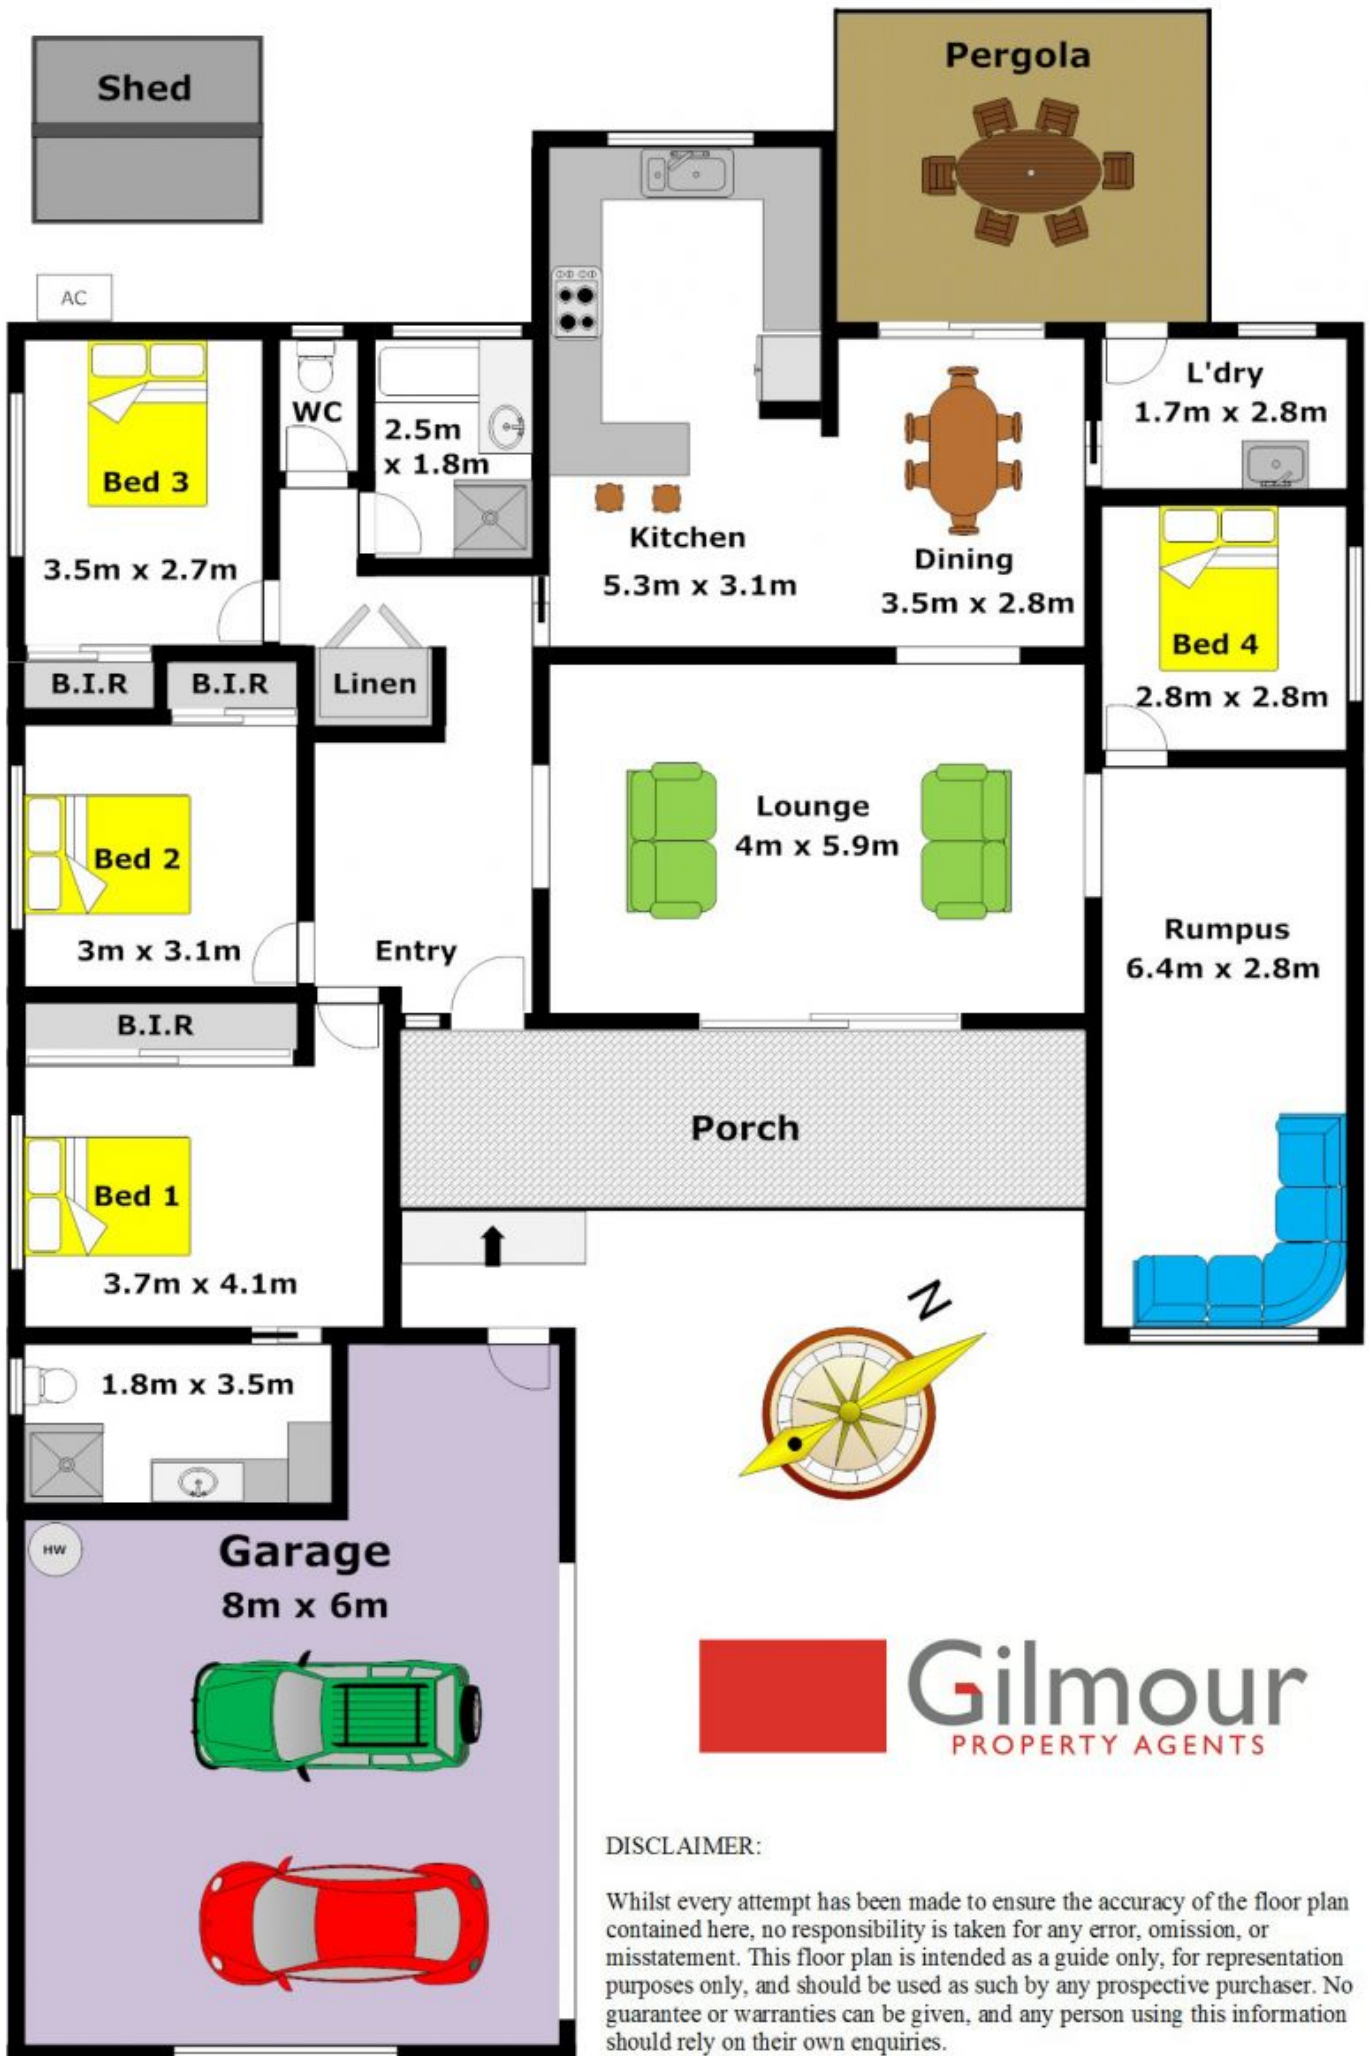 Shed
Pergola
AC
WC
L'dry
1.7m x 2.8m
2.5m
x 1.8m
Bed 3
3.5m x 2.7m
Kitchen
5.3m x 3.1m
Dining
3.5m x 2.8m
Bed 4
2.8m x 2.8m
B.I.R
B.I.R
Linen
Lounge
4m x 5.9m
Bed 2
3m x 3.1m
Entry
Rumpus
6.4m x 2.8m
B.I.R
Porch
Bed 1
3.7m x 4.1m
N
1.8m x 3.5m
HW
Garage
8m x 6m
Gilmour
PROPERTY AGENTS
DISCLAIMER:
Whilst every attempt has been made to ensure the accuracy of the floor plan
contained here, no responsibility is taken for any error, omission, or
misstatement. This floor plan is intended as a guide only, for representation
purposes only, and should be used as such by any prospective purchaser. No
guarantee or warranties can be given, and any person using this information
should rely on their own enquiries.